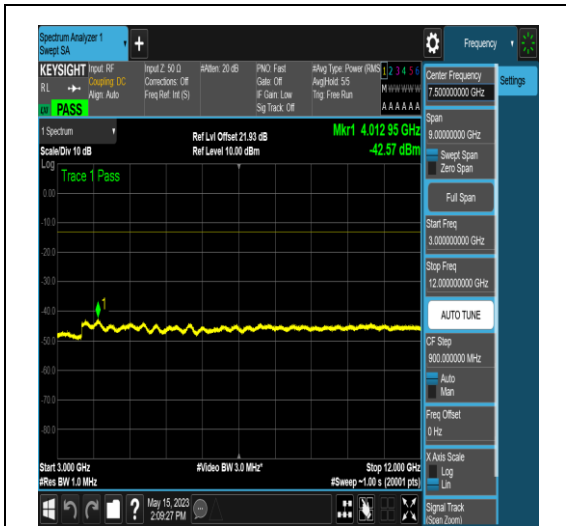 Spectrum Analyzer 1
Swept SA
+
Frequency
KEYSIGHT
RL
PASS
Input: RF
Coupling: DC
Align: Auto
Input Z: 50 Ω
Corrections: Off
Freq Ref: Int (S)
#Atten: 20 dB
PNO: Fast
Gate: Off
IF Gain: Low
Sig Track: Off
#Avg Type: Power (RMS
Avg|Hold: 5/5
Trig: Free Run
1 2 3 4 5 6
M W W W W W
A A A A A A
Settings
1 Spectrum
Scale/Div 10 dB
Ref Lvl Offset 21.93 dB
Ref Level 10.00 dBm
Mkr1 4.012 95 GHz
-42.57 dBm
Log
Trace 1 Pass
0.00
-10.0
-20.0
-30.0
-40.0
-50.0
-60.0
-70.0
-80.0
1
Start 3.000 GHz
#Res BW 1.0 MHz
#Video BW 3.0 MHz*
Stop 12.000 GHz
#Sweep ~1.00 s (20001 pts)
Center Frequency
7.500000000 GHz
Span
9.00000000 GHz
Swept Span
Zero Span
Full Span
Start Freq
3.000000000 GHz
Stop Freq
12.000000000 GHz
AUTO TUNE
CF Step
900.000000 MHz
Auto
Man
Freq Offset
0 Hz
X Axis Scale
Log
Lin
Signal Track
(Span Zoom)
?
May 15, 2023
2:09:27 PM